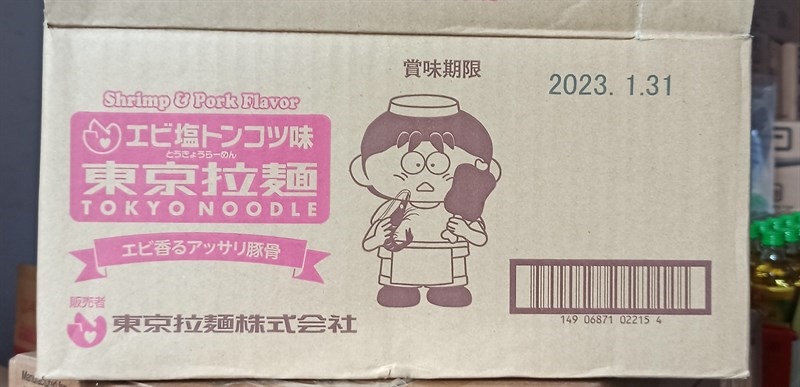 賞味期限
2023. 1.31
Shrimp & Pork Flavor
エビ塩トンコツ味
とうきょうらーめん
東京拉麺
TOKYO NOODLE
エビ香るアッサリ豚骨
販売者
東京拉麺株式会社
149 06871 02215 4